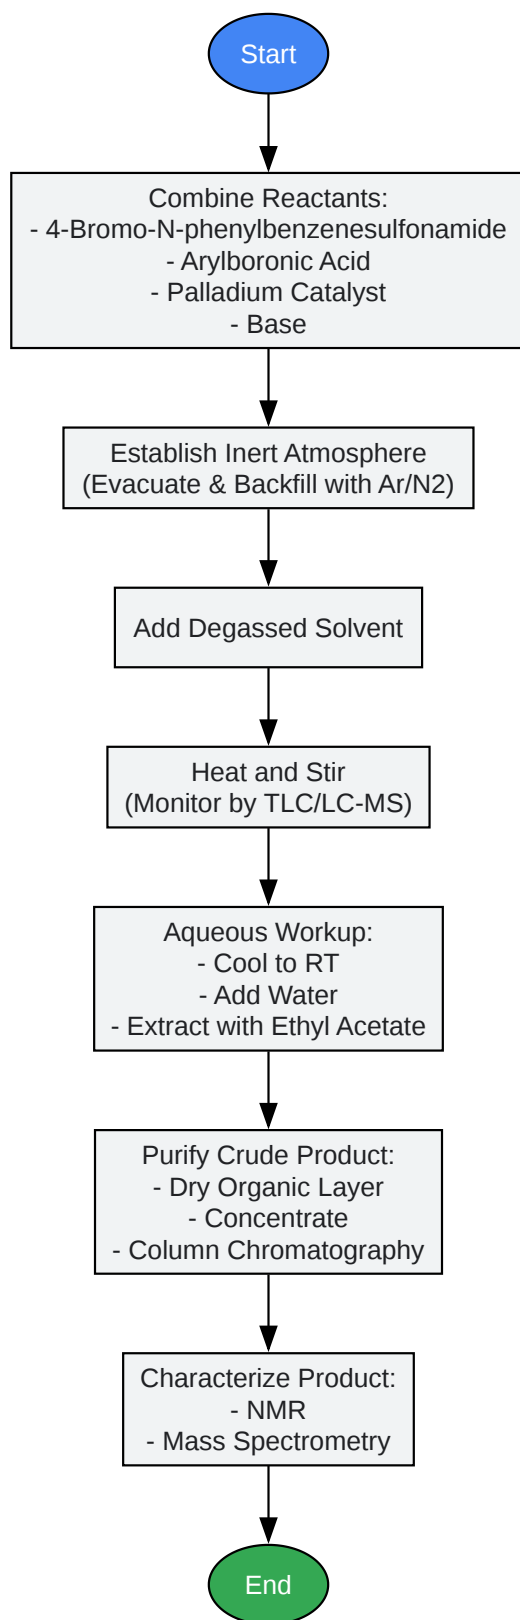 Start
Combine Reactants:
- 4-Bromo-N-phenylbenzenesulfonamide
- Arylboronic Acid
- Palladium Catalyst
- Base
Establish Inert Atmosphere
(Evacuate & Backfill with Ar/N2)
Add Degassed Solvent
Heat and Stir
(Monitor by TLC/LC-MS)
Aqueous Workup:
- Cool to RT
- Add Water
- Extract with Ethyl Acetate
Purify Crude Product:
- Dry Organic Layer
- Concentrate
- Column Chromatography
Characterize Product:
- NMR
- Mass Spectrometry
End